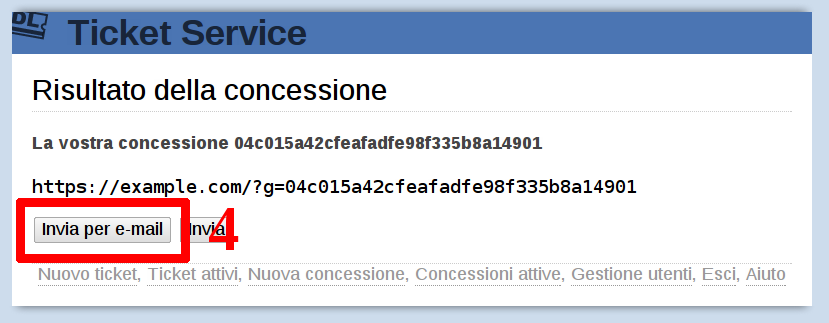 DL
Ticket Service
Risultato della concessione
La vostra concessione 04c015a42cfeafadfe98f335b8a14901
https://example.com/?g=04c015a42cfeafadfe98f335b8a14901
Invia per e-mail Invia 4
Nuovo ticket, Ticket attivi, Nuova concessione, Concessioni attive, Gestione utenti, Esci, Aiuto